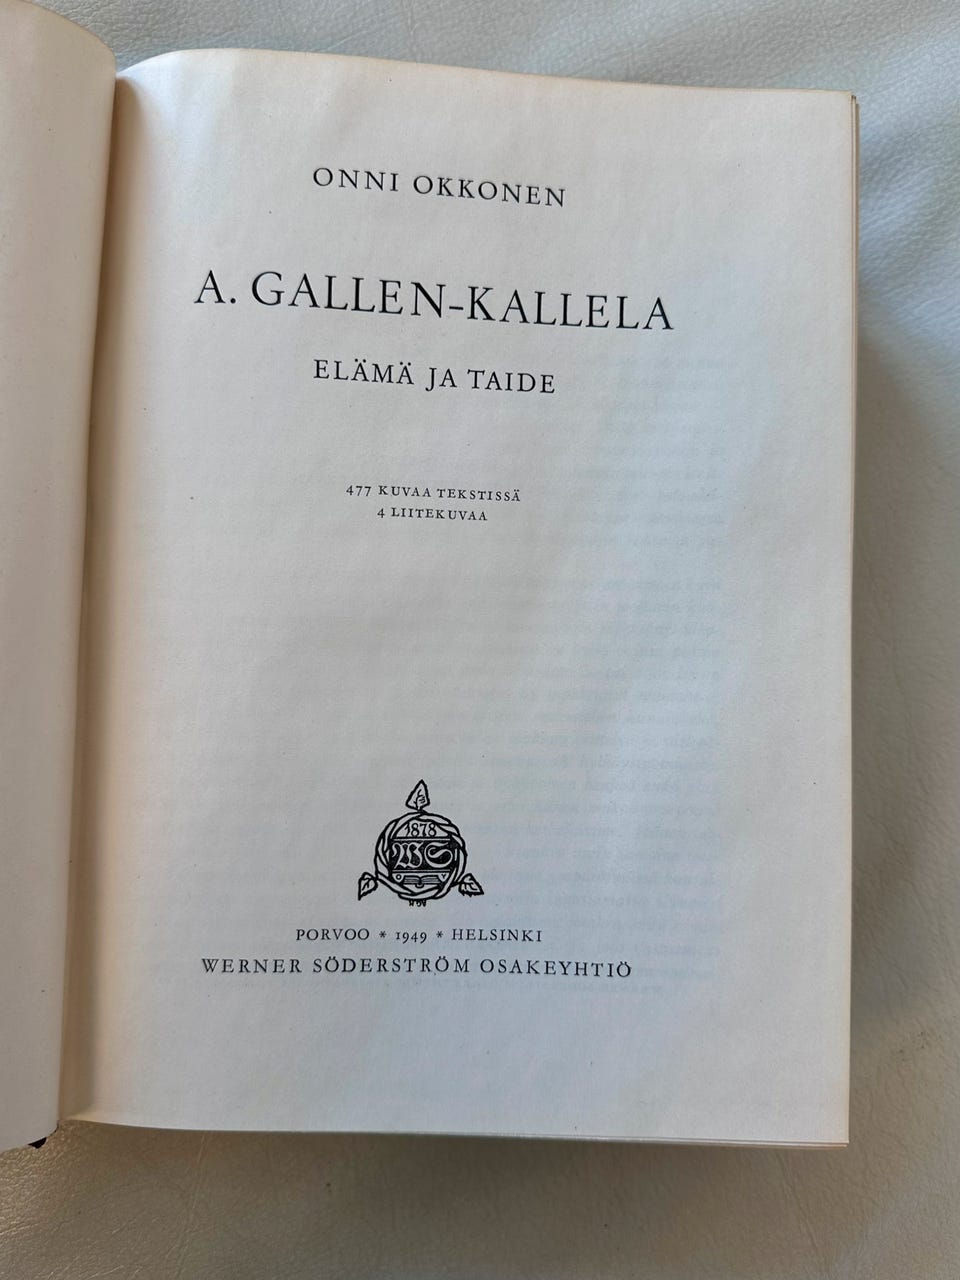 ONNI OKKONEN
A. GALLEN-KALLELA
ELÄMÄ JA TAIDE
477 KUVAA TEKSTISSÄ
4 LIITEKUVAA
1878
WS
OY
PORVOO * 1949 * HELSINKI
WERNER SÖDERSTRÖM OSAKEYHTIÖ